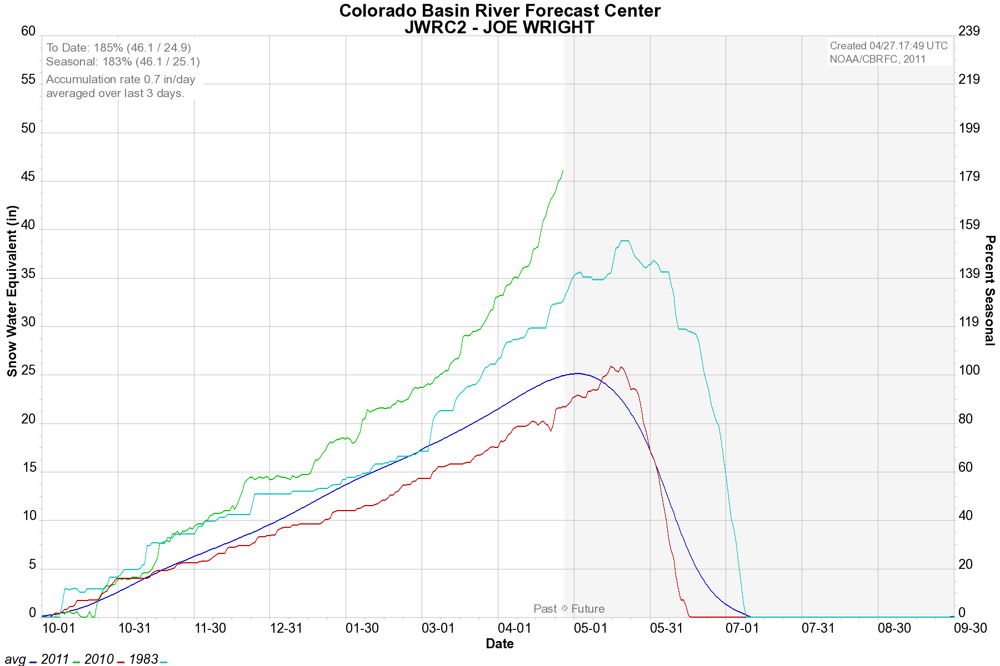 Colorado Basin River Forecast Center
JWRC2 - JOE WRIGHT
To Date: 185% (46.1 / 24.9)
Seasonal: 183% (46.1 / 25.1)
Accumulation rate 0.7 in/day
averaged over last 3 days.
Created 04/27.17:49 UTC
NOAA/CBRFC, 2011
60
55
50
45
40
35
30
25
20
15
10
5
0
Snow Water Equivalent (in)
239
219
199
179
159
139
119
100
80
60
40
20
0
Percent Seasonal
Past Future
10-01 10-31 11-30 12-31 01-30 03-01 04-01 05-01 05-31 07-01 07-31 08-30 09-30
Date
avg 2011 2010 1983